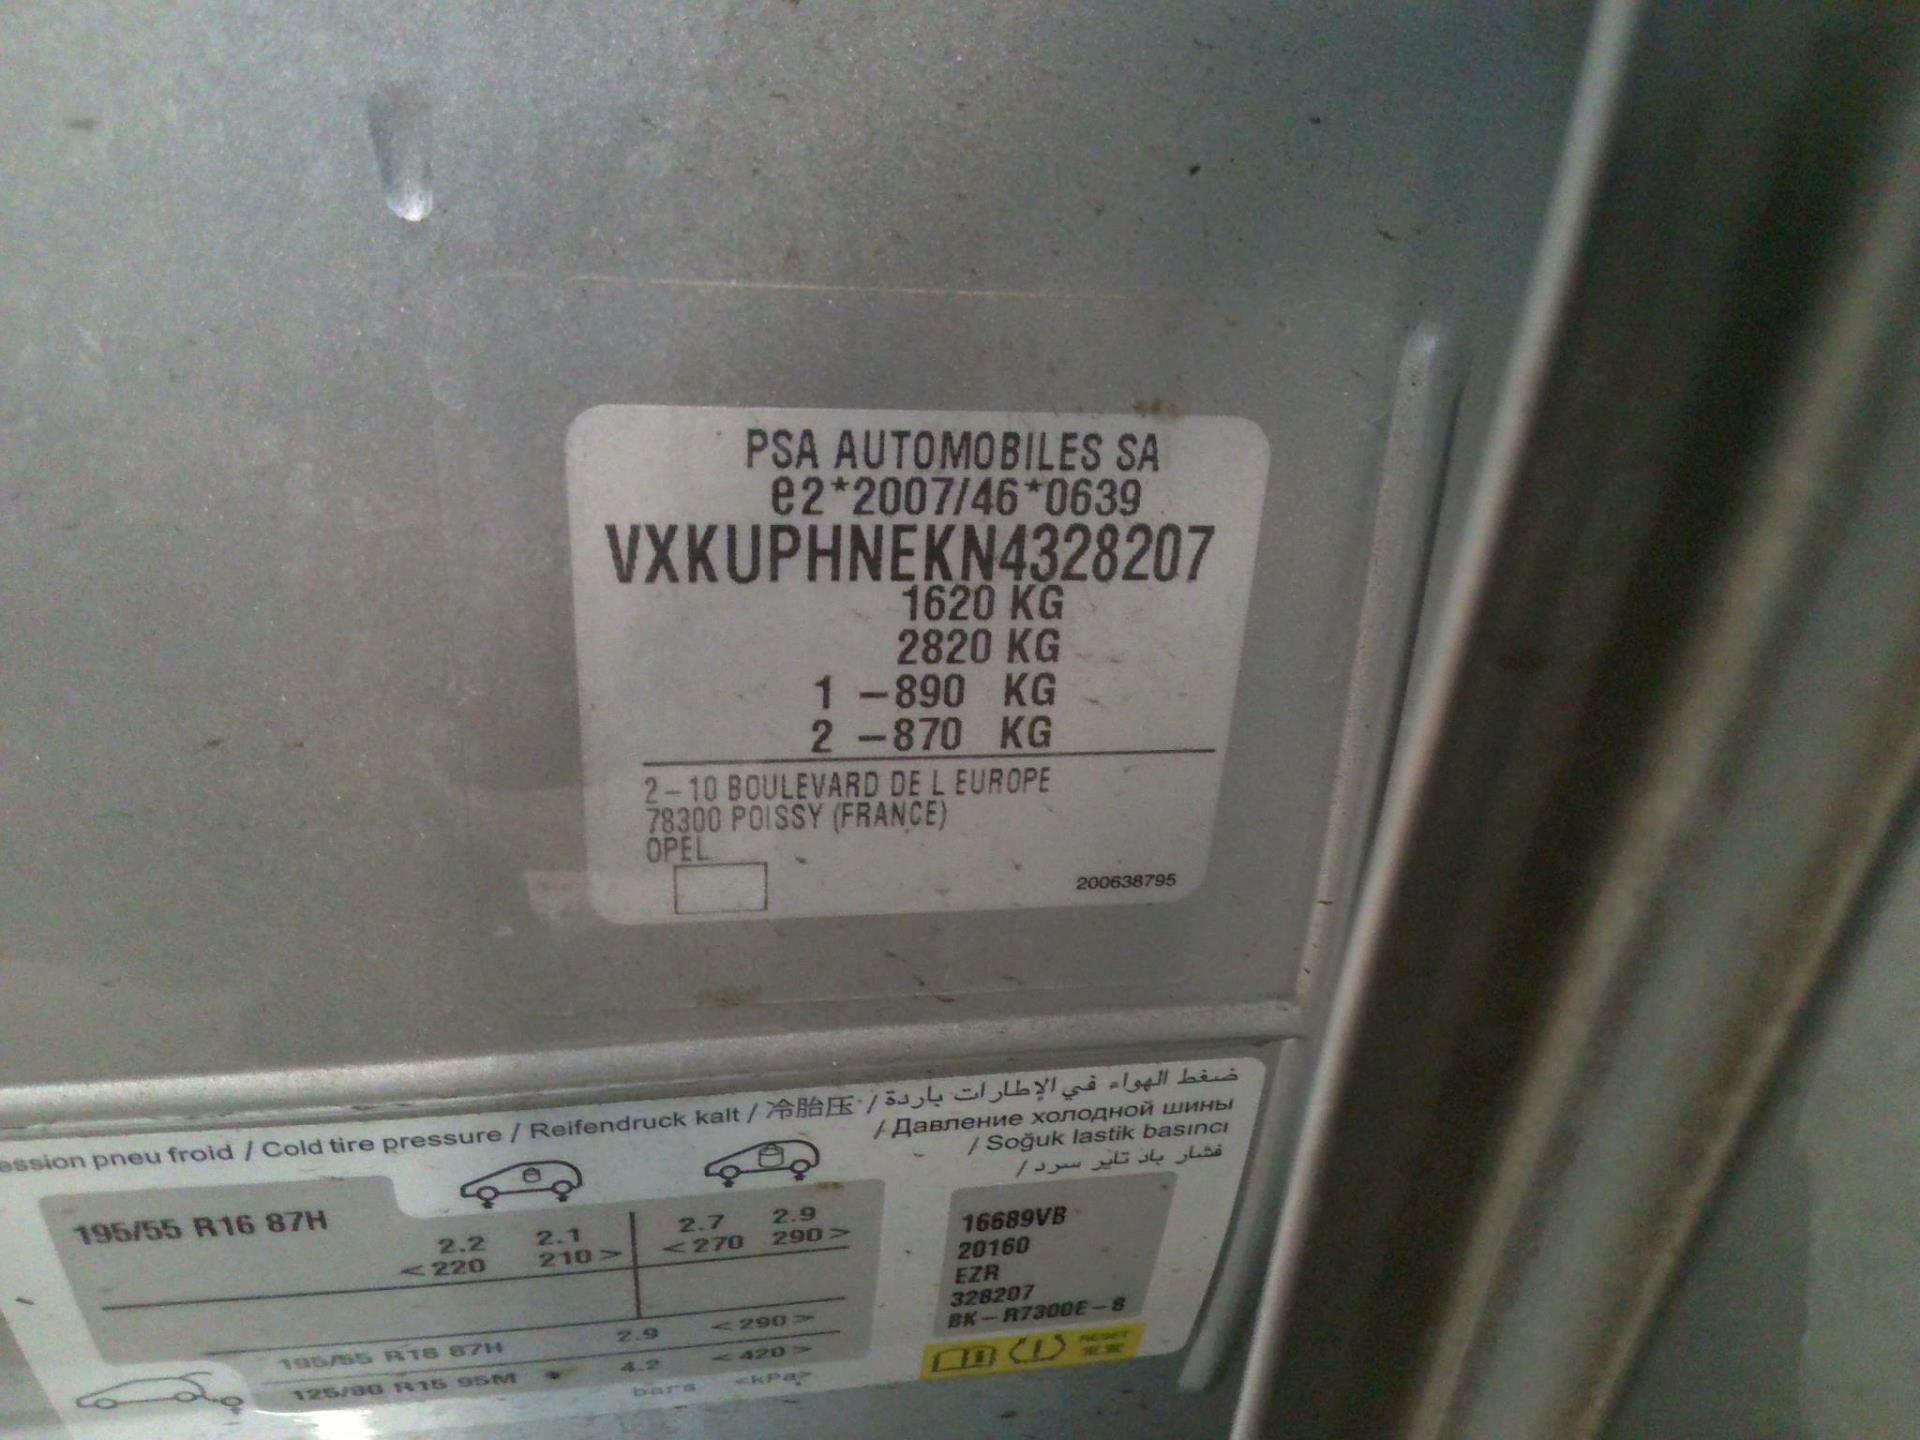 PSA AUTOMOBILES SA
e2*2007/46*0639
VXKUPHNEKN4328207
1620 KG
2820 KG
1 -890 KG
2 -870 KG
2-10 BOULEVARD DE L EUROPE
78300 POISSY (FRANCE)
OPEL
200638795
ession pneu froid / Cold tire pressure / Reifendruck kalt / 冷胎压 / ضغط الهواء في الإطارات باردة
/ Давление холодной шины
/ Soğuk lastik basıncı
/ فشار باد تایر سرد
195/55 R16 87H
2.2 2.1 2.7 2.9
<220 210> <270 290>
195/55 R16 87H 2.9 <290>
125/80 R15 95M 4.2 <420>
bars <kPa>
16689VB
20160
EZR
328207
BK-R730DE-8
RESET